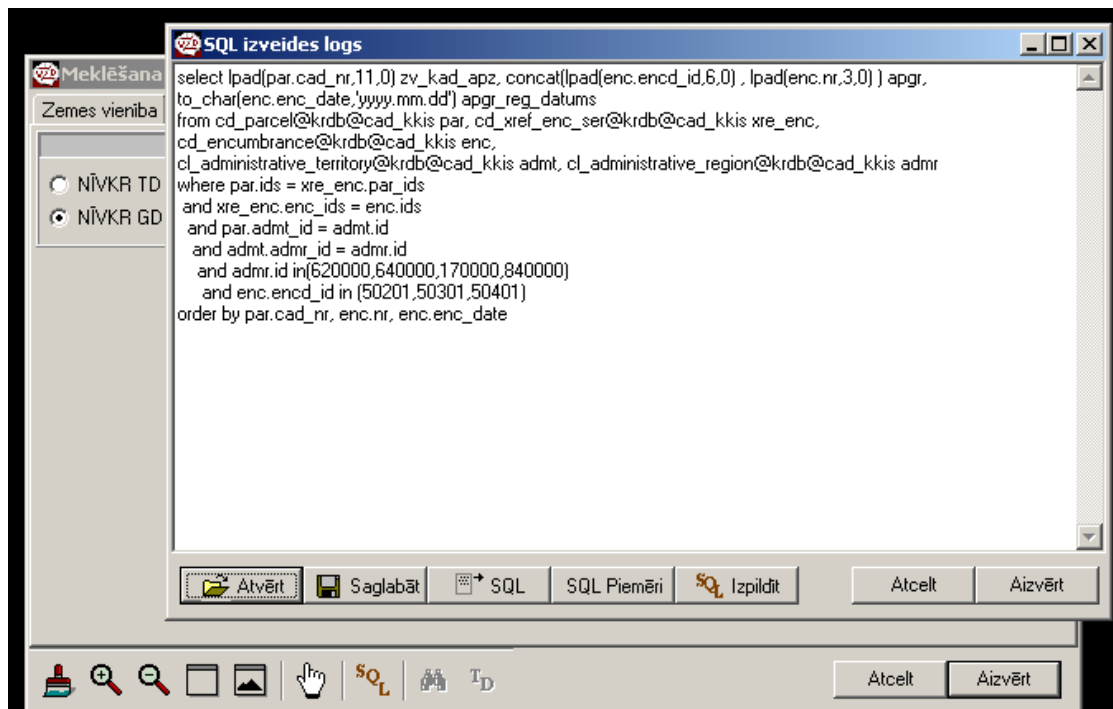 SQL izveides logs
Meklēšana
Zemes vienība
NĪVKR TD
NĪVKR GD
select lpad(par.cad_nr,11,0) zv_kad_apz, concat(lpad(enc.encd_id,6,0) , lpad(enc.nr,3,0) ) apgr,
to_char(enc.enc_date,'yyyy.mm.dd') apgr_reg_datums
from cd_parcel@krdb@cad_kkis par, cd_xref_enc_ser@krdb@cad_kkis xre_enc,
cd_encumbrance@krdb@cad_kkis enc,
cl_administrative_territory@krdb@cad_kkis admt, cl_administrative_region@krdb@cad_kkis admr
where par.ids = xre_enc.par_ids
and xre_enc.enc_ids = enc.ids
and par.admt_id = admt.id
and admt.admr_id = admr.id
and admr.id in(620000,640000,170000,840000)
and enc.encd_id in (50201,50301,50401)
order by par.cad_nr, enc.nr, enc.enc_date
Atvērt Saglabāt SQL SQL Piemēri SQL Izpildīt Atcelt Aizvērt
SQL TD Atcelt Aizvērt